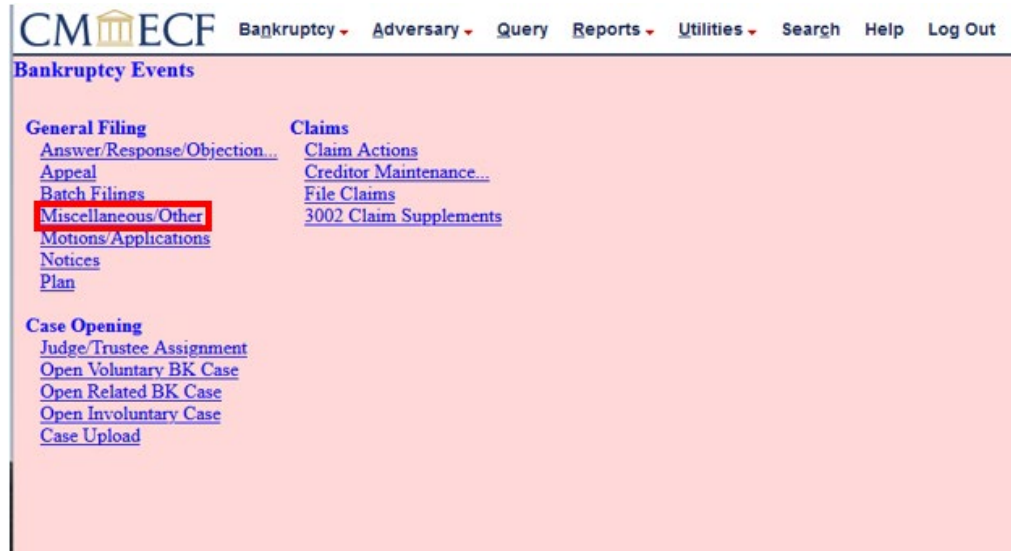 CM ECF Bankruptcy Adversary Query Reports Utilities Search Help Log Out
Bankruptcy Events
General Filing
Answer/Response/Objection...
Appeal
Batch Filings
Miscellaneous/Other
Motions/Applications
Notices
Plan
Claims
Claim Actions
Creditor Maintenance...
File Claims
3002 Claim Supplements
Case Opening
Judge/Trustee Assignment
Open Voluntary BK Case
Open Related BK Case
Open Involuntary Case
Case Upload